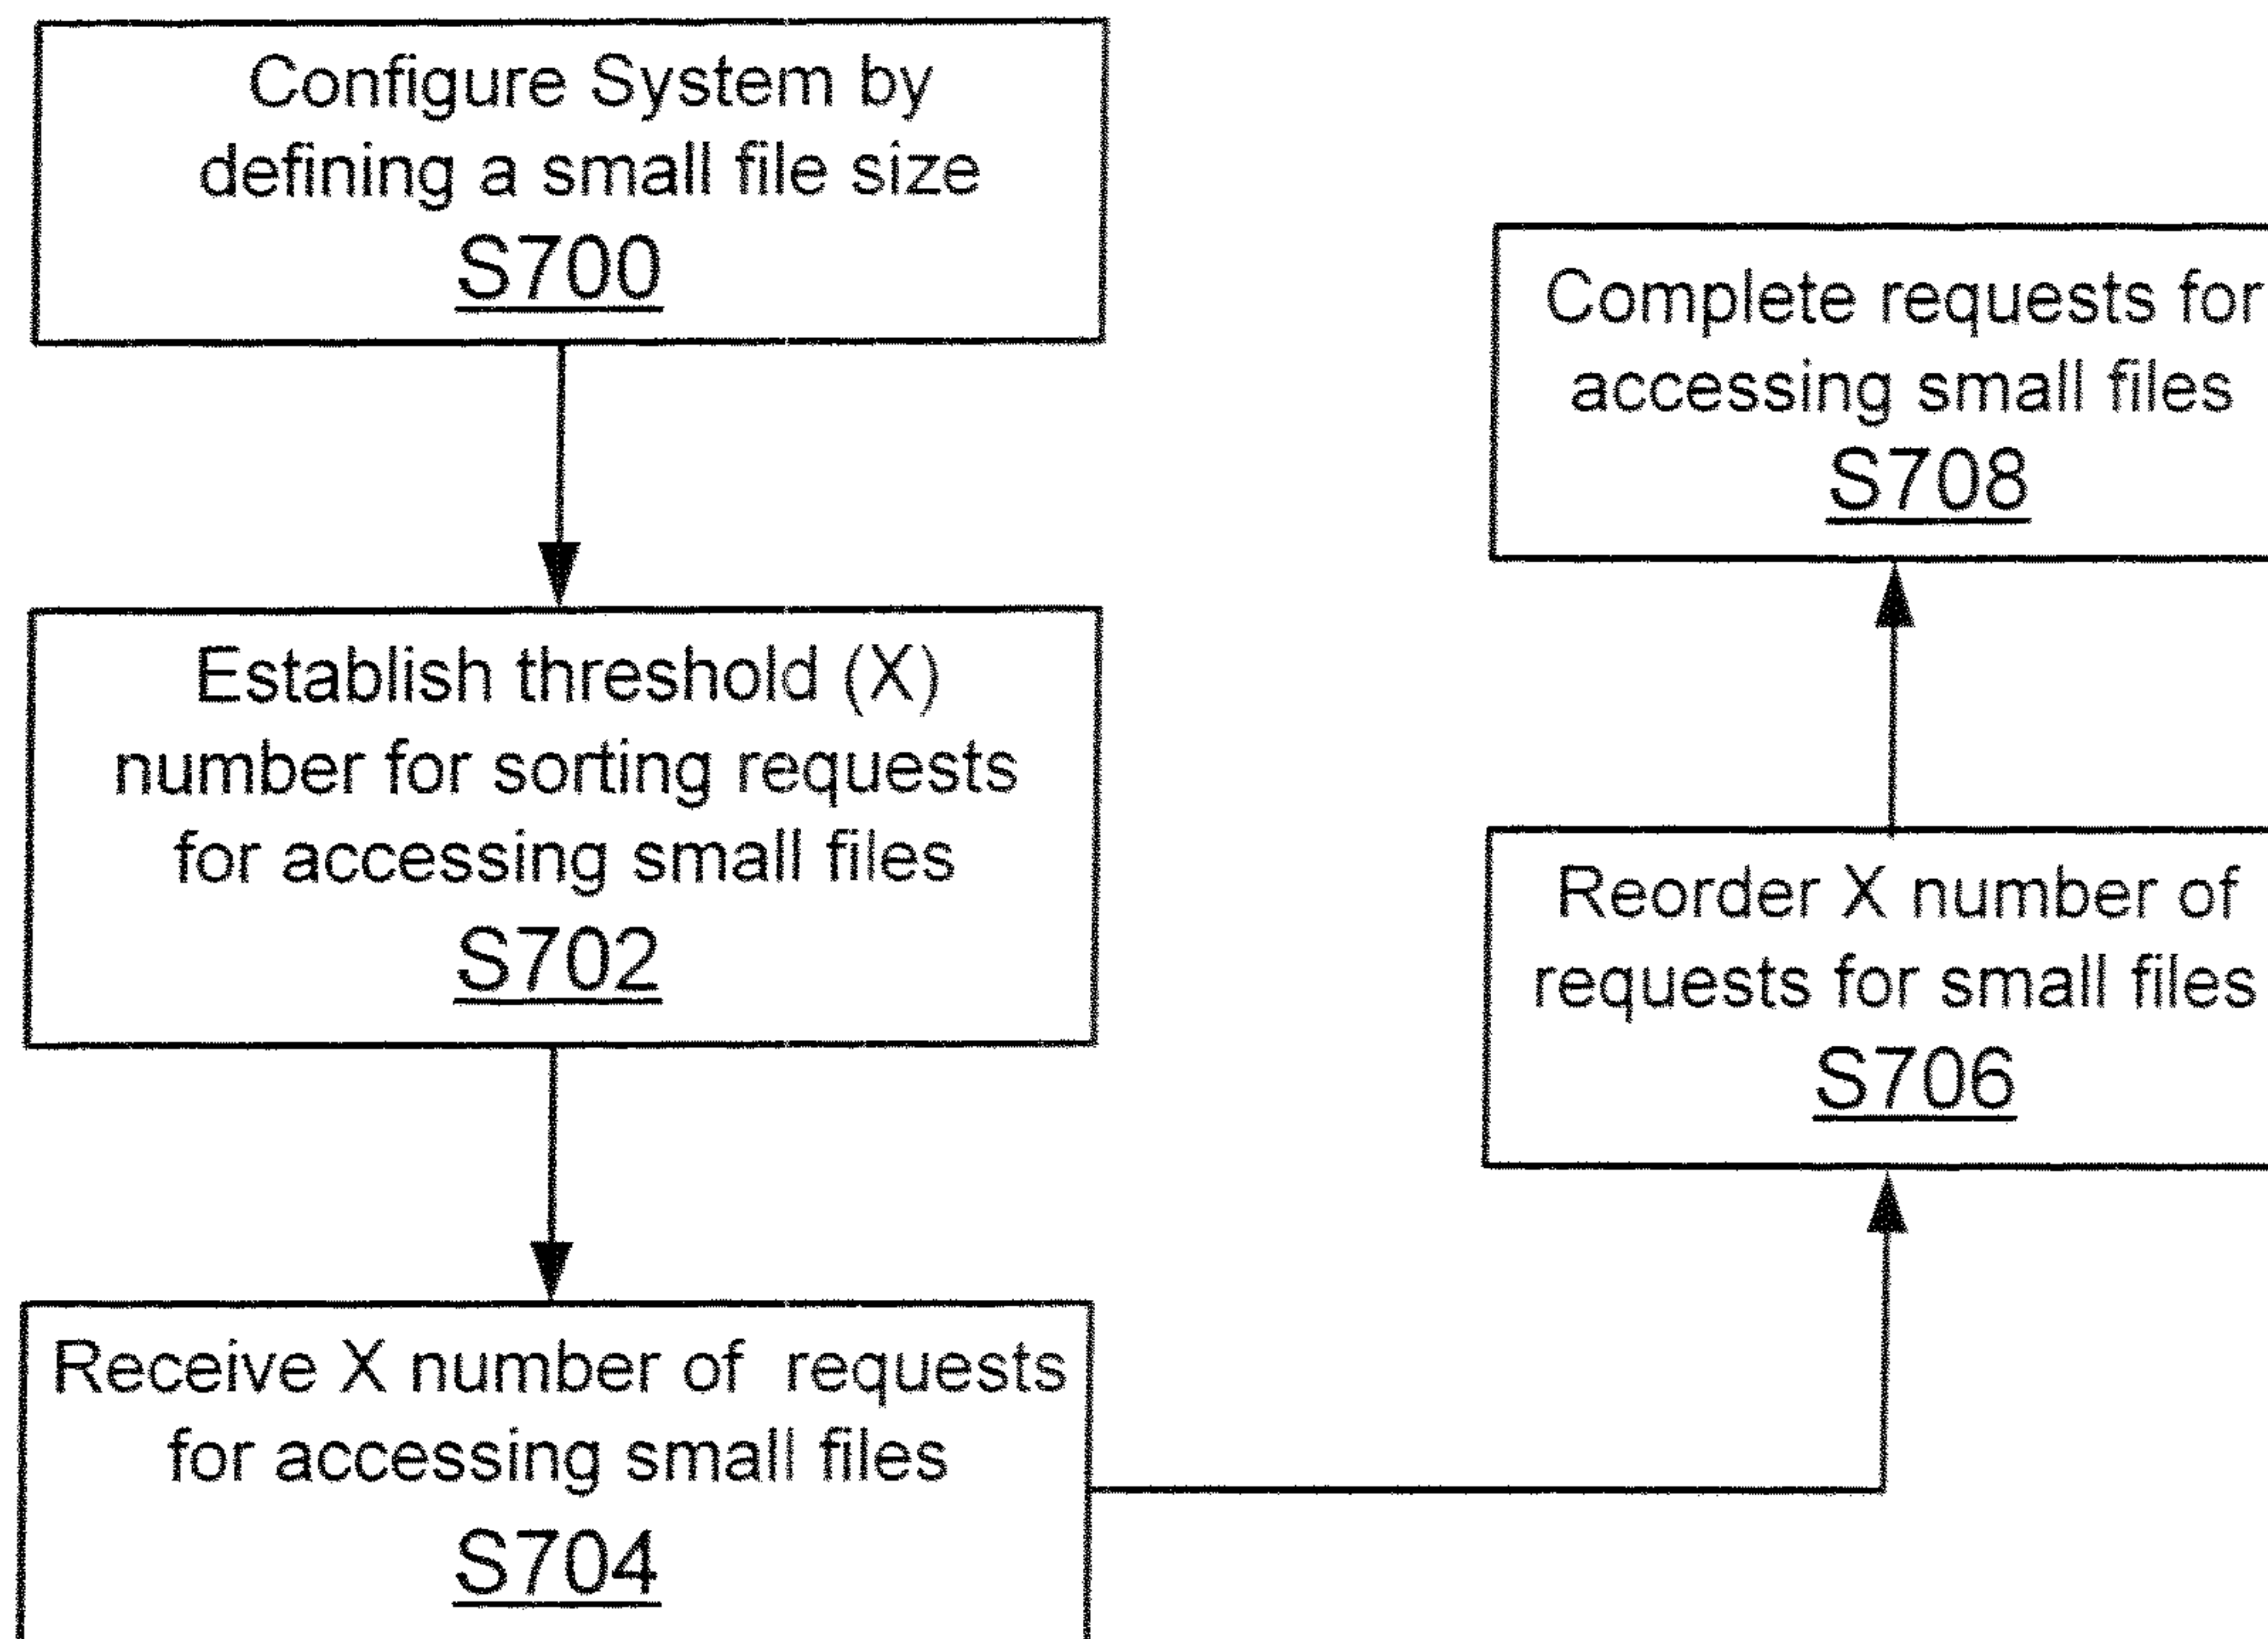 Configure System by
defining a small file size
S700
Establish threshold (X)
number for sorting requests
for accessing small files
S702
Receive X number of requests
for accessing small files
S704
Complete requests for
accessing small files
S708
Reorder X number of
requests for small files
S706